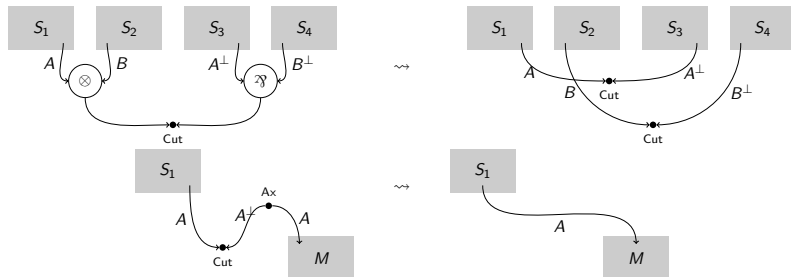 S₁ S₂ S₃ S₄ S₁ S₂ S₃ S₄
A B A⊥ B⊥ A A⊥
⊗ ⅋ ⇝ Cut
B B⊥
Cut Cut
S₁ Ax ⇝ S₁
A A⊥ A A
Cut M M